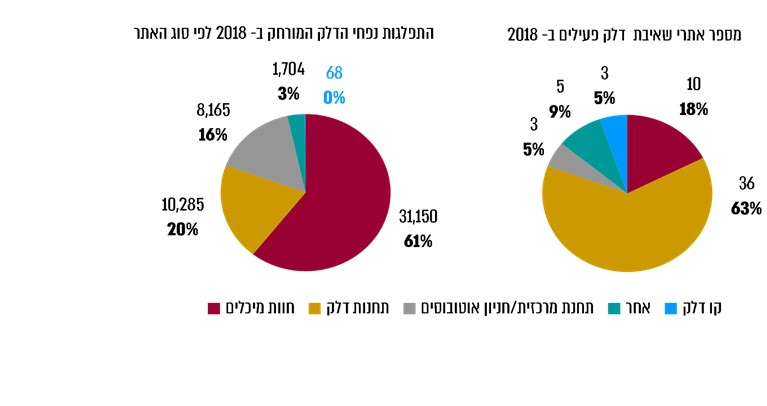 מספר אתרי שאיבת דלק פעילים ב- 2018
10
18%
36
63%
3
5%
5
9%
3
5%
התפלגות נפחי הדלק המורחק ב- 2018 לפי סוג האתר
31,150
61%
10,285
20%
8,165
16%
1,704
3%
68
0%
חוות מיכלים
תחנות דלק
תחנת מרכזית/חניון אוטובוסים
אחר
קו דלק